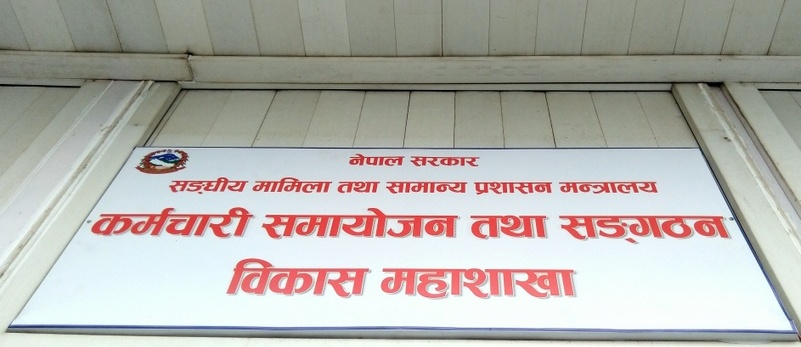 नेपाल सरकार
सङ्घीय मामिला तथा सामान्य प्रशासन मन्त्रालय
कर्मचारी समायोजन तथा सङ्गठन
विकास महाशाखा